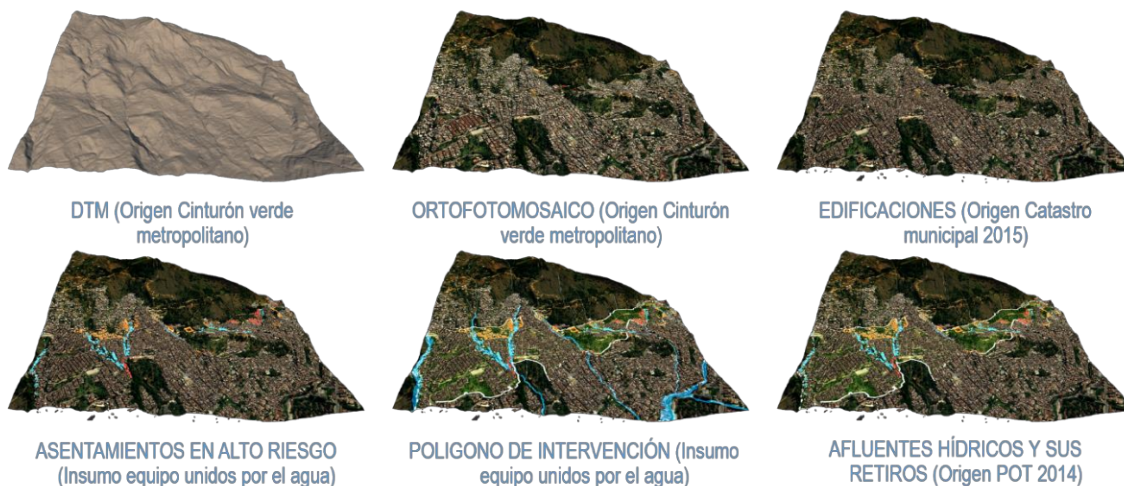 DTM (Origen Cinturón verde
metropolitano)
ORTOFOTOMOSAICO (Origen Cinturón
verde metropolitano)
EDIFICACIONES (Origen Catastro
municipal 2015)
ASENTAMIENTOS EN ALTO RIESGO
(Insumo equipo unidos por el agua)
POLIGONO DE INTERVENCIÓN (Insumo
equipo unidos por el agua)
AFLUENTES HÍDRICOS Y SUS
RETIROS (Origen POT 2014)